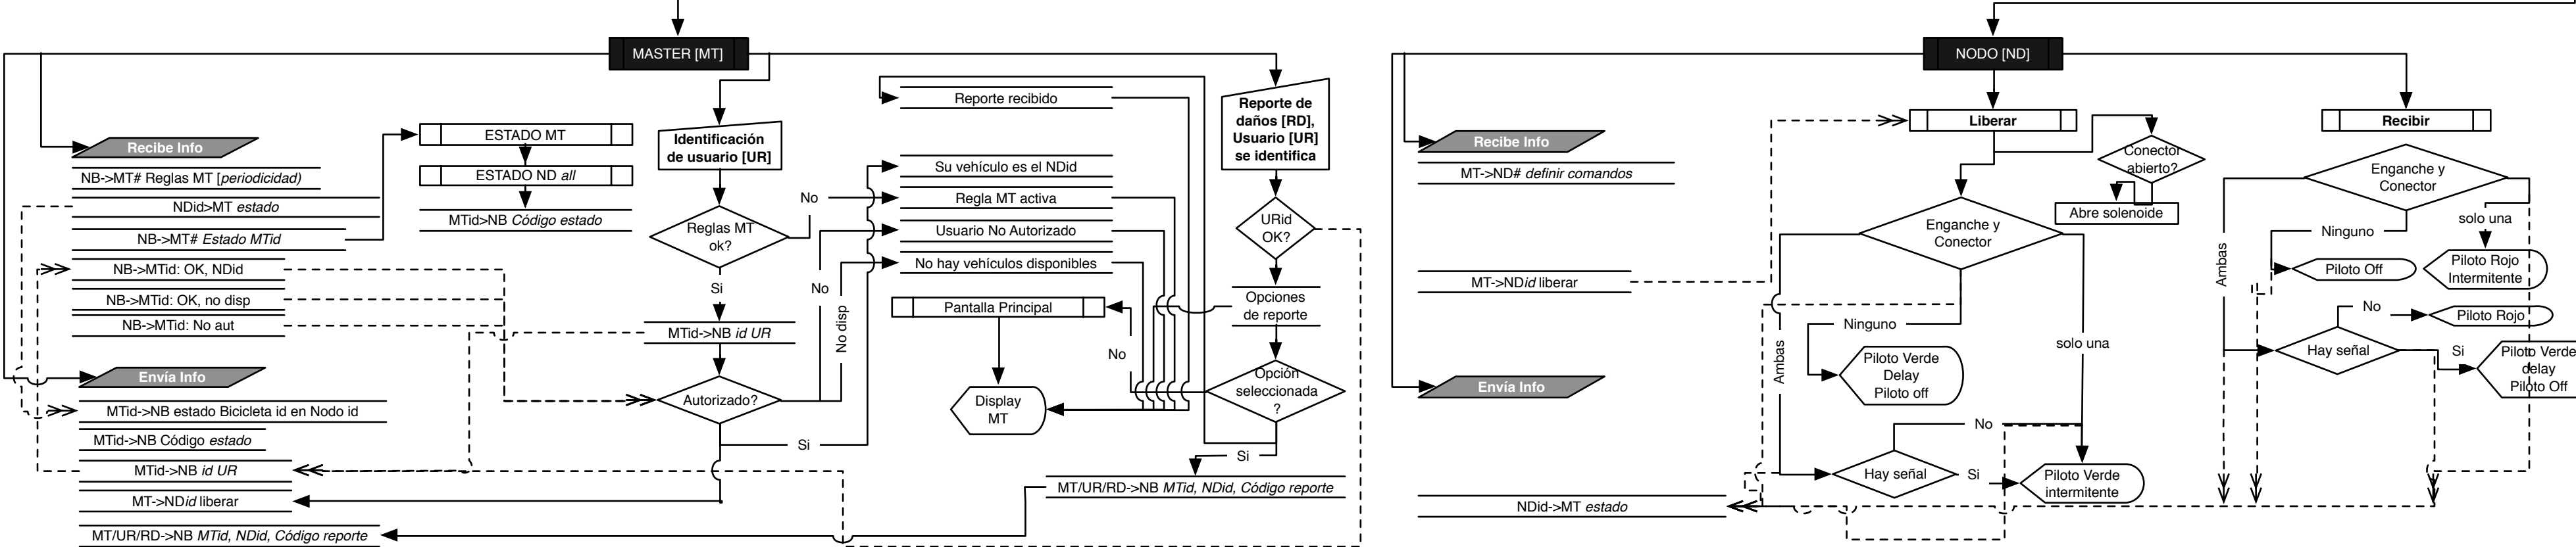 MASTER [MT]
Recibe Info
NB->MT# Reglas MT [periodicidad)
NDid>MT estado
NB->MT# Estado MTid
NB->MTid: OK, NDid
NB->MTid: OK, no disp
NB->MTid: No aut
Envía Info
MTid->NB estado Bicicleta id en Nodo id
MTid->NB Código estado
MTid->NB id UR
MT->NDid liberar
MT/UR/RD->NB MTid, NDid, Código reporte
ESTADO MT
ESTADO ND all
MTid>NB Código estado
Identificación
de usuario [UR]
Reglas MT
ok?
No
Si
MTid->NB id UR
Autorizado?
No
No disp
Si
Reporte recibido
Su vehículo es el NDid
Regla MT activa
Usuario No Autorizado
No hay vehículos disponibles
Pantalla Principal
Display
MT
No
Reporte de
daños [RD],
Usuario [UR]
se identifica
URid
OK?
Opciones
de reporte
Opción
seleccionada
?
Si
MT/UR/RD->NB MTid, NDid, Código reporte
NODO [ND]
Recibe Info
MT->ND# definir comandos
MT->NDid liberar
Envía Info
NDid->MT estado
Liberar
Conector
abierto?
Abre solenoide
Enganche y
Conector
Ninguno
Ambas
solo una
Piloto Verde
Delay
Piloto off
No
Hay señal
Si
Piloto Verde
intermitente
Recibir
Enganche y
Conector
solo una
Ninguno
Ambas
Piloto Off
Piloto Rojo
Intermitente
No
Piloto Rojo
Hay señal
Si
Piloto Verde
delay
Piloto Off